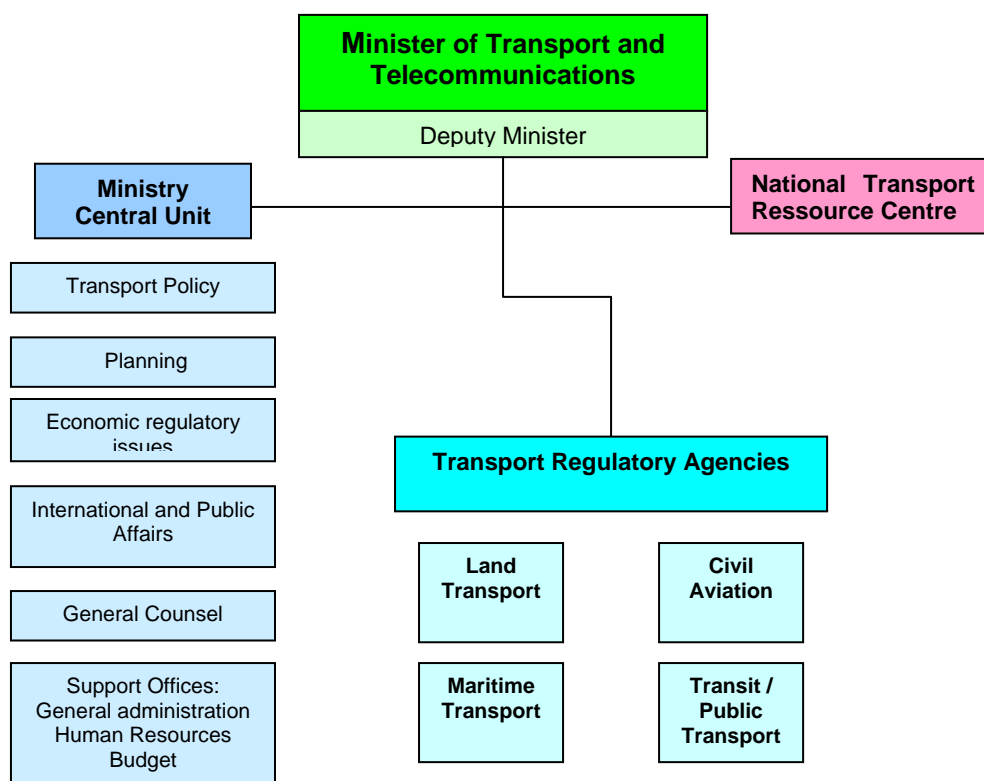 Minister of Transport and
Telecommunications
Deputy Minister
Ministry
Central Unit
National Transport
Ressource Centre
Transport Policy
Planning
Economic regulatory
issues
International and Public
Affairs
General Counsel
Support Offices:
General administration
Human Resources
Budget
Transport Regulatory Agencies
Land
Transport
Civil
Aviation
Maritime
Transport
Transit /
Public
Transport